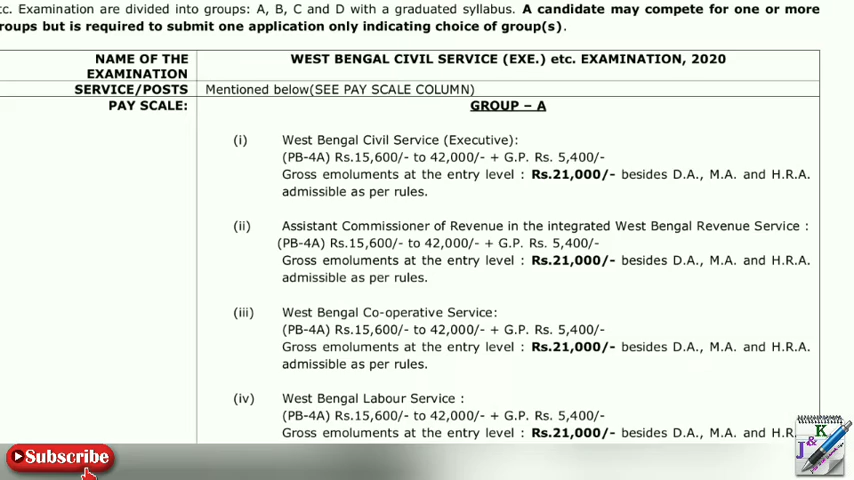 tc. Examination are divided into groups: A, B, C and D with a graduated syllabus. A candidate may compete for one or more
roups but is required to submit one application only indicating choice of group(s).
NAME OF THE EXAMINATION
WEST BENGAL CIVIL SERVICE (EXE.) etc. EXAMINATION, 2020
SERVICE/POSTS
Mentioned below(SEE PAY SCALE COLUMN)
PAY SCALE:
GROUP – A
(i) West Bengal Civil Service (Executive):
(PB-4A) Rs.15,600/- to 42,000/- + G.P. Rs. 5,400/-
Gross emoluments at the entry level : Rs.21,000/- besides D.A., M.A. and H.R.A.
admissible as per rules.
(ii) Assistant Commissioner of Revenue in the integrated West Bengal Revenue Service :
(PB-4A) Rs.15,600/- to 42,000/- + G.P. Rs. 5,400/-
Gross emoluments at the entry level : Rs.21,000/- besides D.A., M.A. and H.R.A.
admissible as per rules.
(iii) West Bengal Co-operative Service:
(PB-4A) Rs.15,600/- to 42,000/- + G.P. Rs. 5,400/-
Gross emoluments at the entry level : Rs.21,000/- besides D.A., M.A. and H.R.A.
admissible as per rules.
(iv) West Bengal Labour Service :
(PB-4A) Rs.15,600/- to 42,000/- + G.P. Rs. 5,400/-
Gross emoluments at the entry level : Rs.21,000/- besides D.A., M.A. and H.R.
Subscribe
J&K